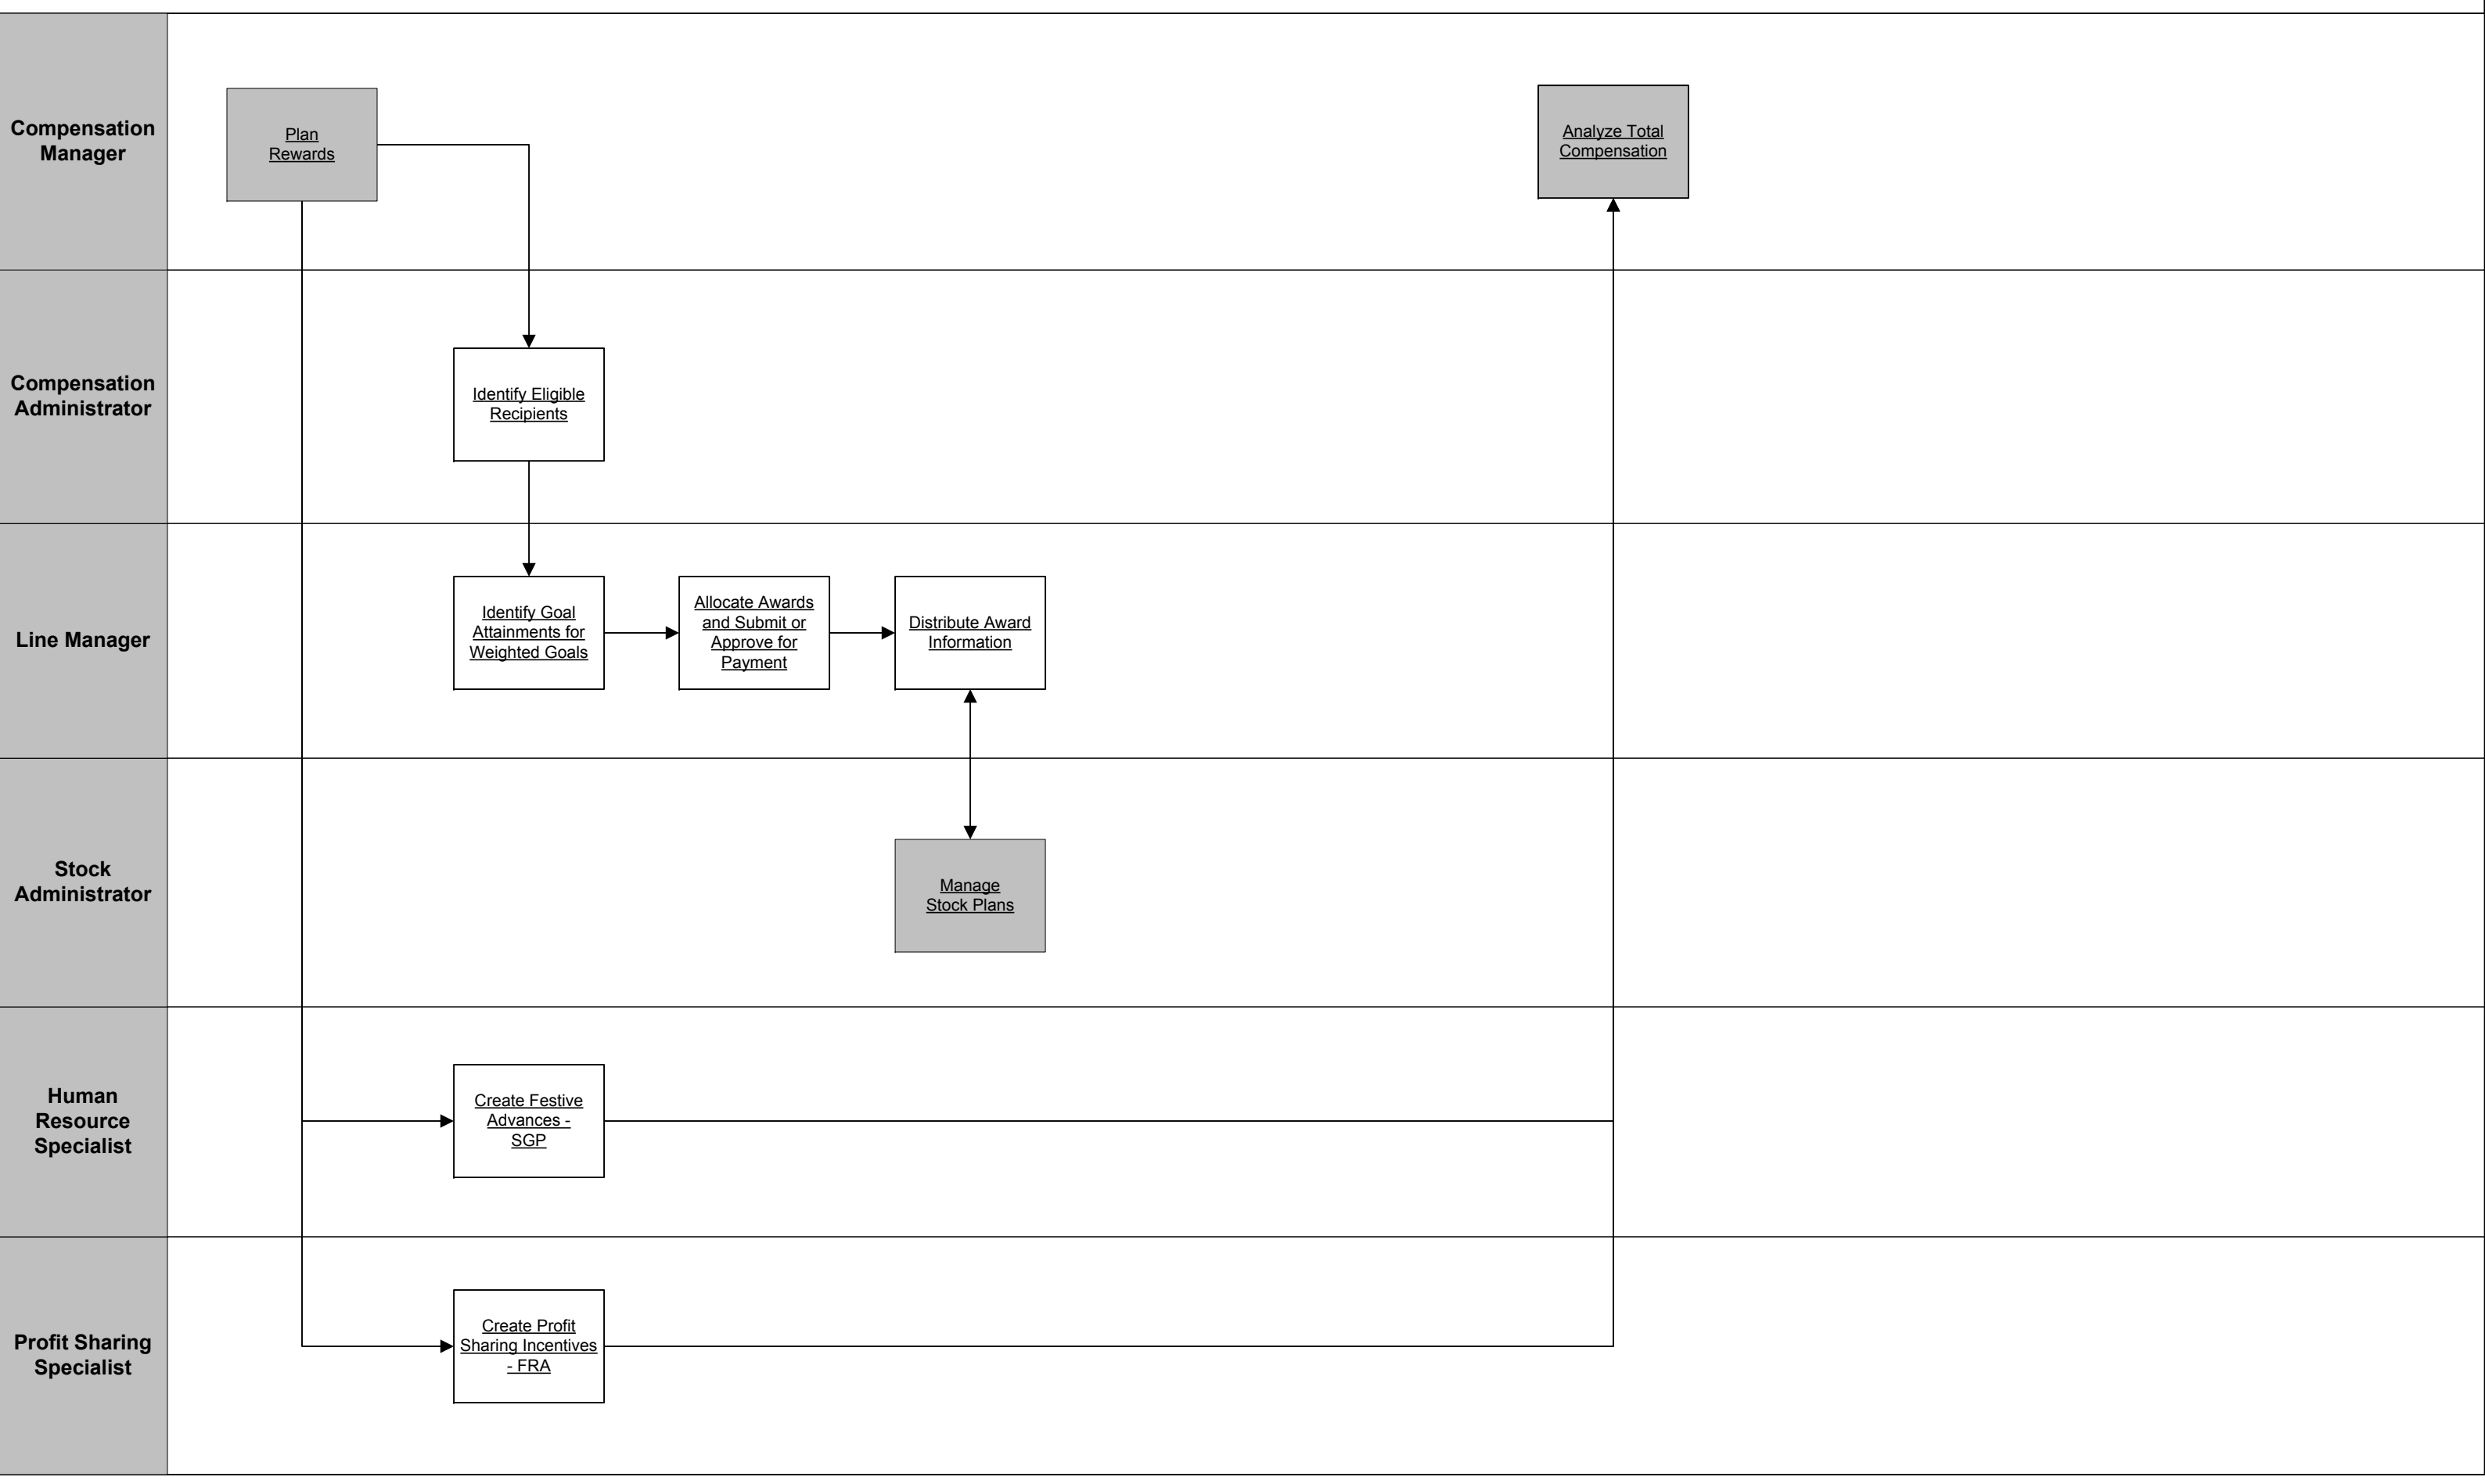 Compensation
Manager
Plan
Rewards
Analyze Total
Compensation
Compensation
Administrator
Identify Eligible
Recipients
Line Manager
Identify Goal
Attainments for
Weighted Goals
Allocate Awards
and Submit or
Approve for
Payment
Distribute Award
Information
Stock
Administrator
Manage
Stock Plans
Human
Resource
Specialist
Create Festive
Advances -
SGP
Profit Sharing
Specialist
Create Profit
Sharing Incentives
- FRA